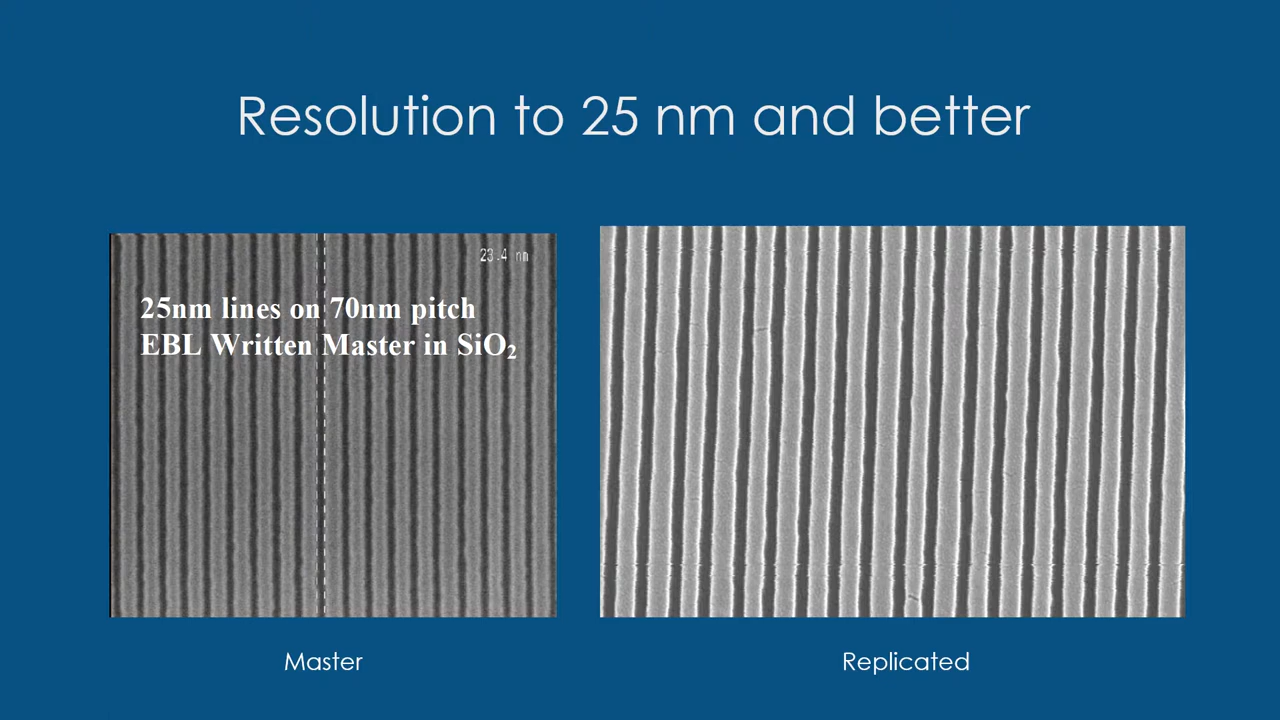 Resolution to 25 nm and better
23.4 nm
25nm lines on 70nm pitch
EBL Written Master in SiO₂
Master
Replicated